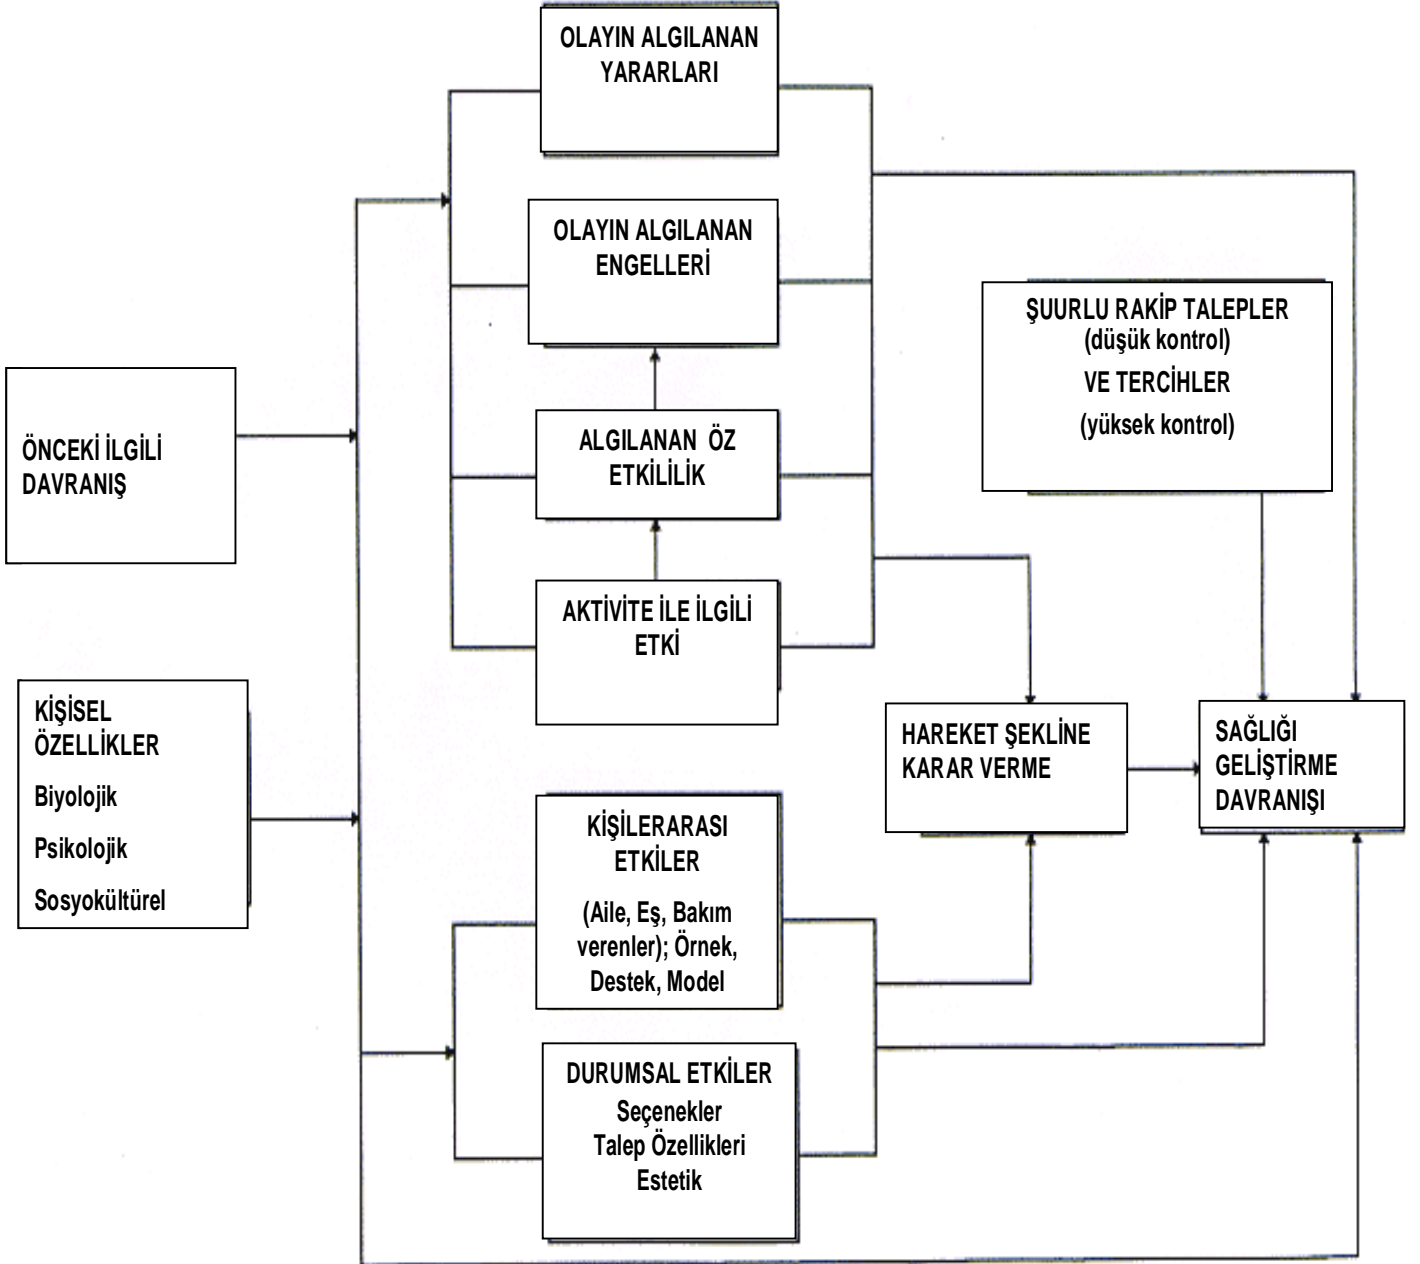 OLAYIN ALGILANAN
YARARLARI
OLAYIN ALGILANAN
ENGELLERİ
ŞUURLU RAKİP TALEPLER
(düşük kontrol)
VE TERCİHLER
(yüksek kontrol)
ÖNCEKİ İLGİLİ
DAVRANIŞ
ALGILANAN ÖZ
ETKİLİLİK
AKTİVİTE İLE İLGİLİ
ETKİ
KİŞİSEL
ÖZELLİKLER
Biyolojik
Psikolojik
Sosyokültürel
HAREKET ŞEKLİNE
KARAR VERME
SAĞLIĞI
GELİŞTİRME
DAVRANIŞI
KİŞİLERARASI
ETKİLER
(Aile, Eş, Bakım
verenler); Örnek,
Destek, Model
DURUMSAL ETKİLER
Seçenekler
Talep Özellikleri
Estetik